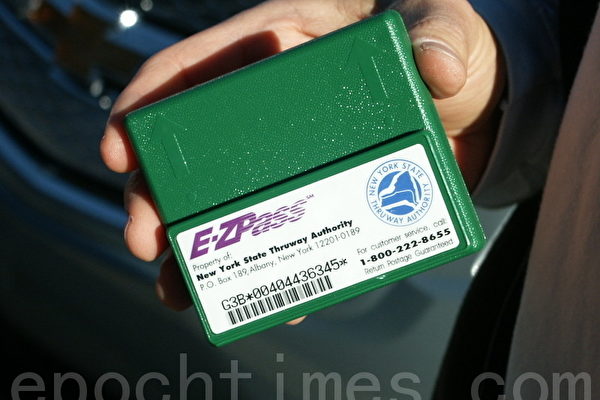 E-ZPass℠
Property of:
New York State Thruway Authority
P.O. Box 189, Albany, New York 12201-0189
NEW YORK STATE
THRUWAY AUTHORITY
For customer service, call:
1-800-222-8655
Return Postage Guaranteed
G3B*00404436345*
epochtimes.com